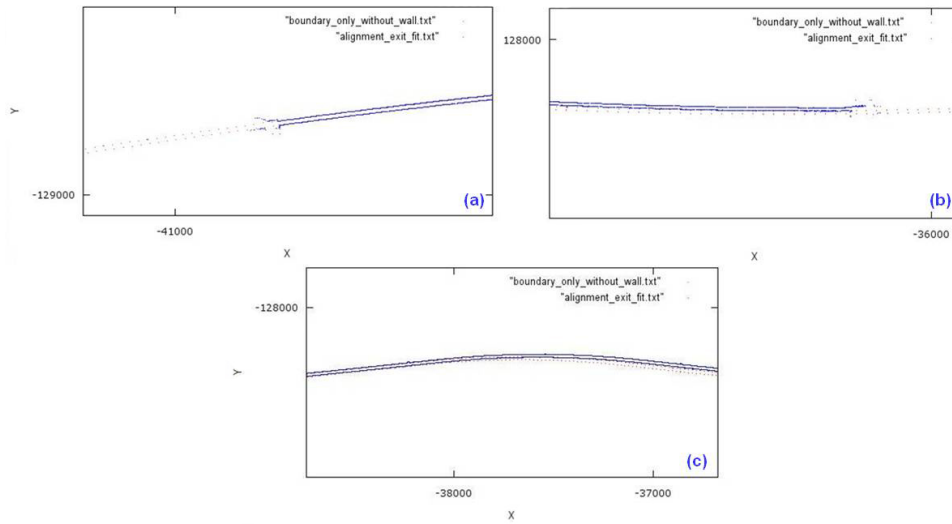 "boundary_only_without_wall.txt"
"alignment_exit_fit.txt"
Y
-129000
(a)
-41000
X
"boundary_only_without_wall.txt"
128000
"alignment_exit_fit.txt"
(b)
-36000
X
"boundary_only_without_wall.txt"
"alignment_exit_fit.txt"
-128000
Y
(c)
-38000
-37000
X